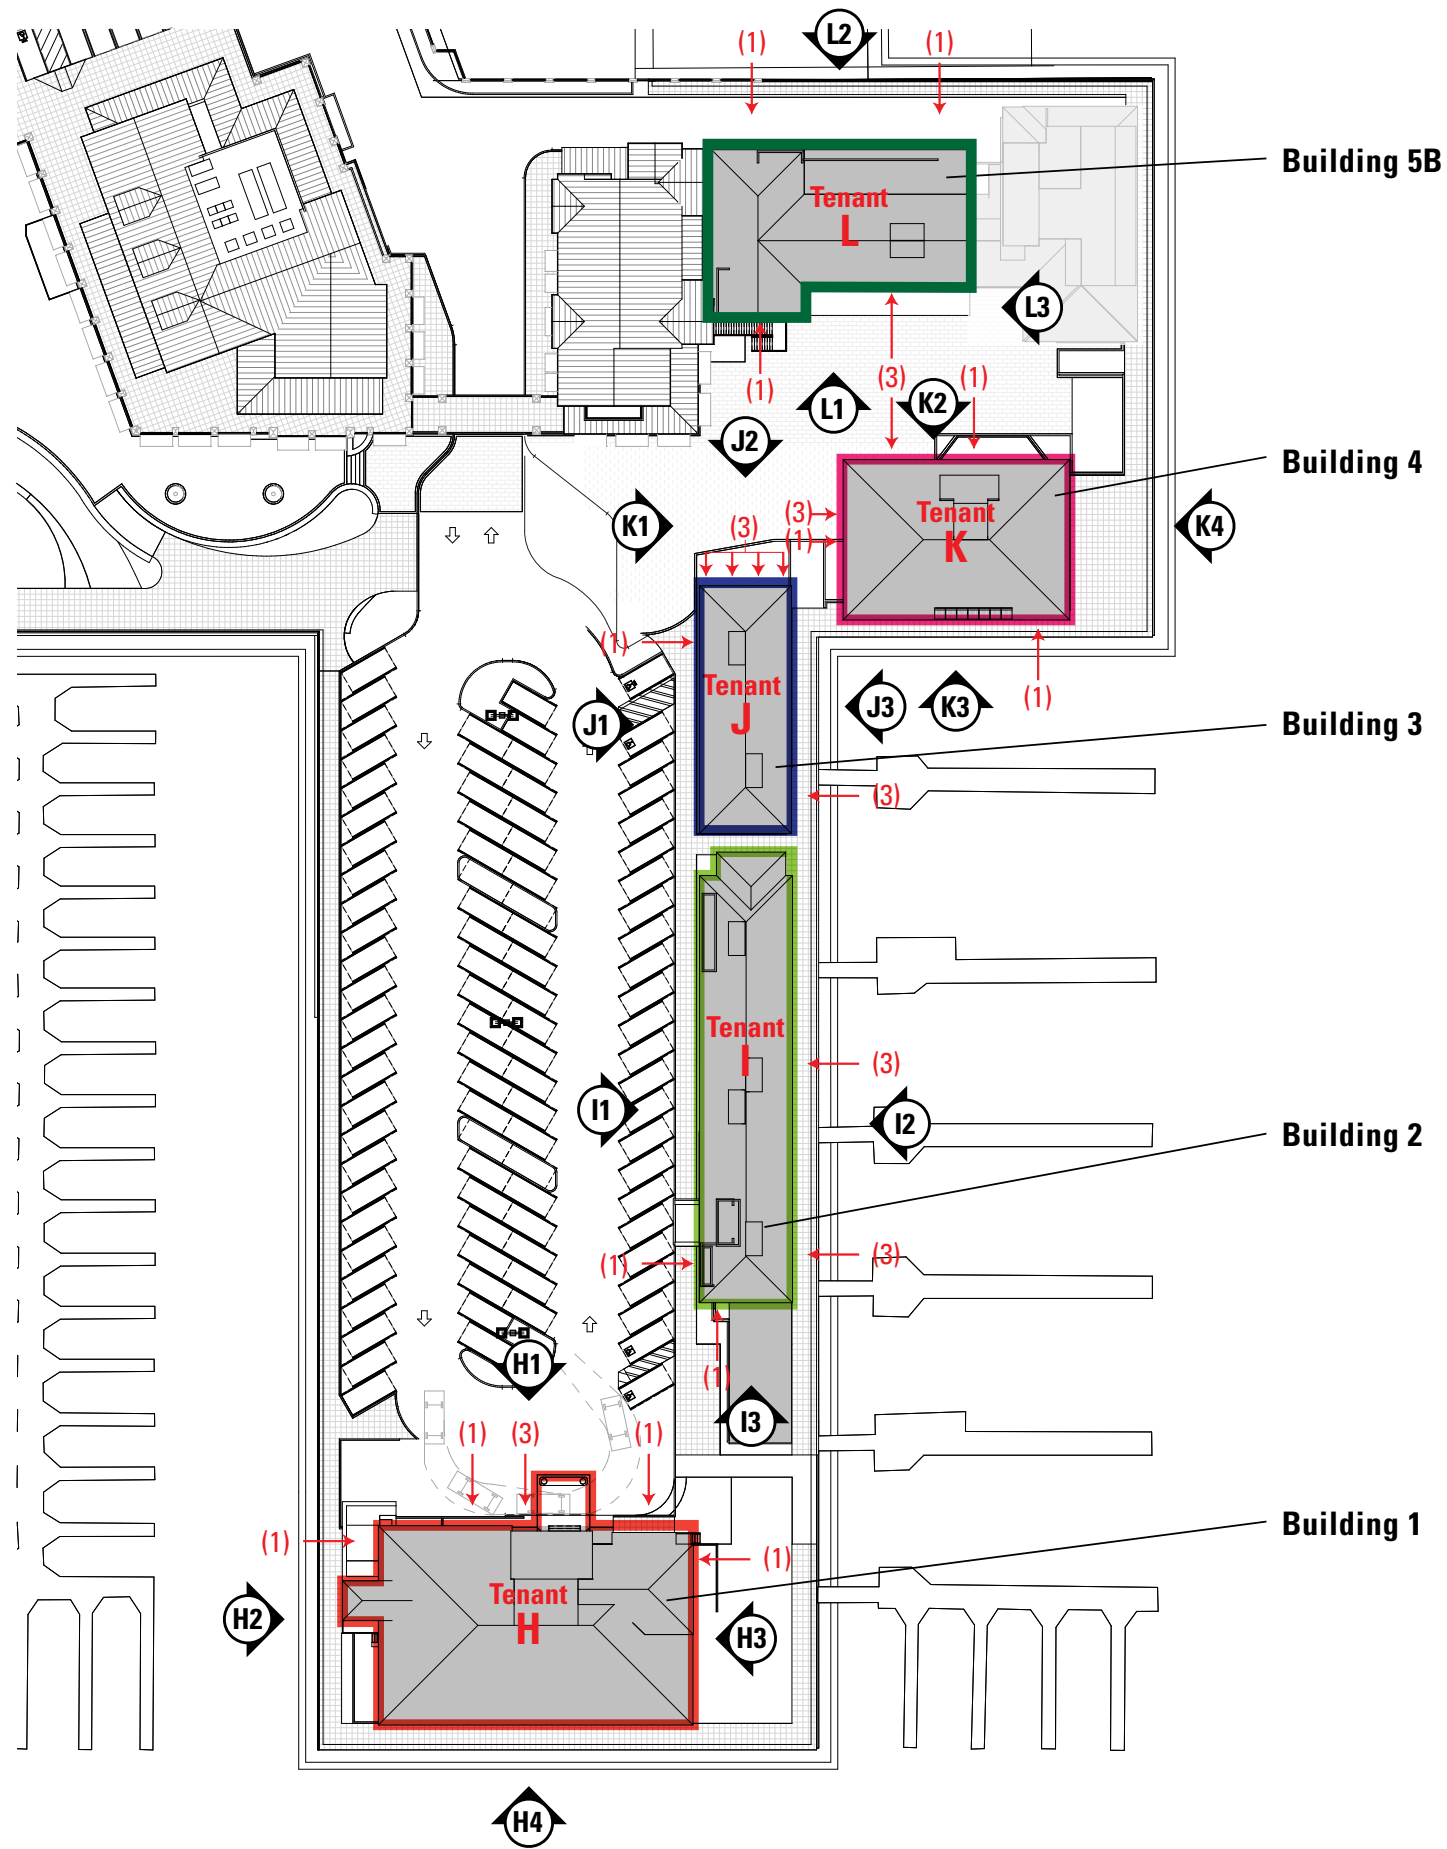 L2
(1)
(1)
Building 5B
Tenant
L
L3
(1)
(3)
(1)
K2
L1
J2
Building 4
K1
(3)
(3)
Tenant
K
K4
(1)
(1)
Tenant
J
J1
J3
K3
(1)
Building 3
(3)
Tenant
I
(3)
I1
I2
Building 2
(1)
(3)
H1
(1)
I3
(1)
(3)
(1)
Building 1
(1)
(1)
Tenant
H
H2
H3
H4